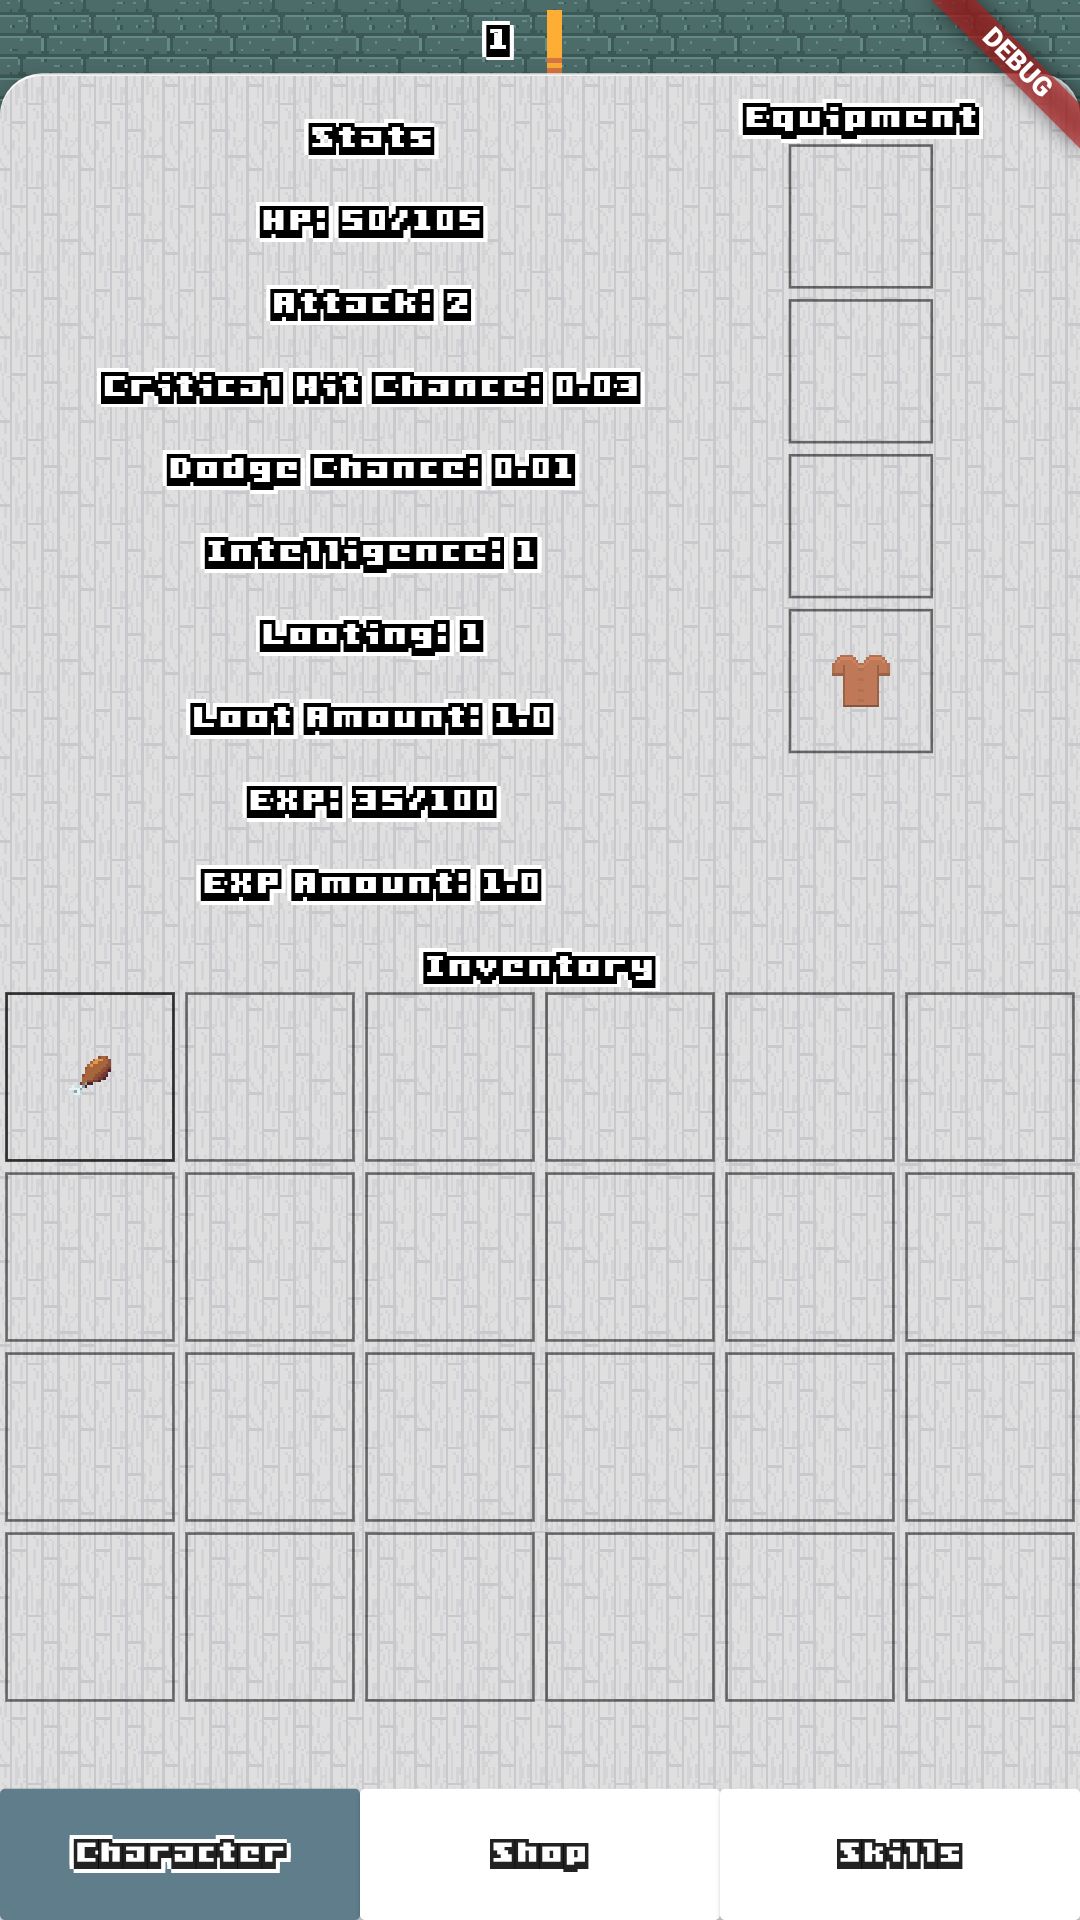 1
DEBUG
Stats
Equipment
HP: 50/105
Attack: 2
Critical Hit Chance: 0.03
Dodge Chance: 0.01
Intelligence: 1
Looting: 1
Loot Amount: 1.0
EXP: 35/100
EXP Amount: 1.0
Inventory
Character
Shop
Skills